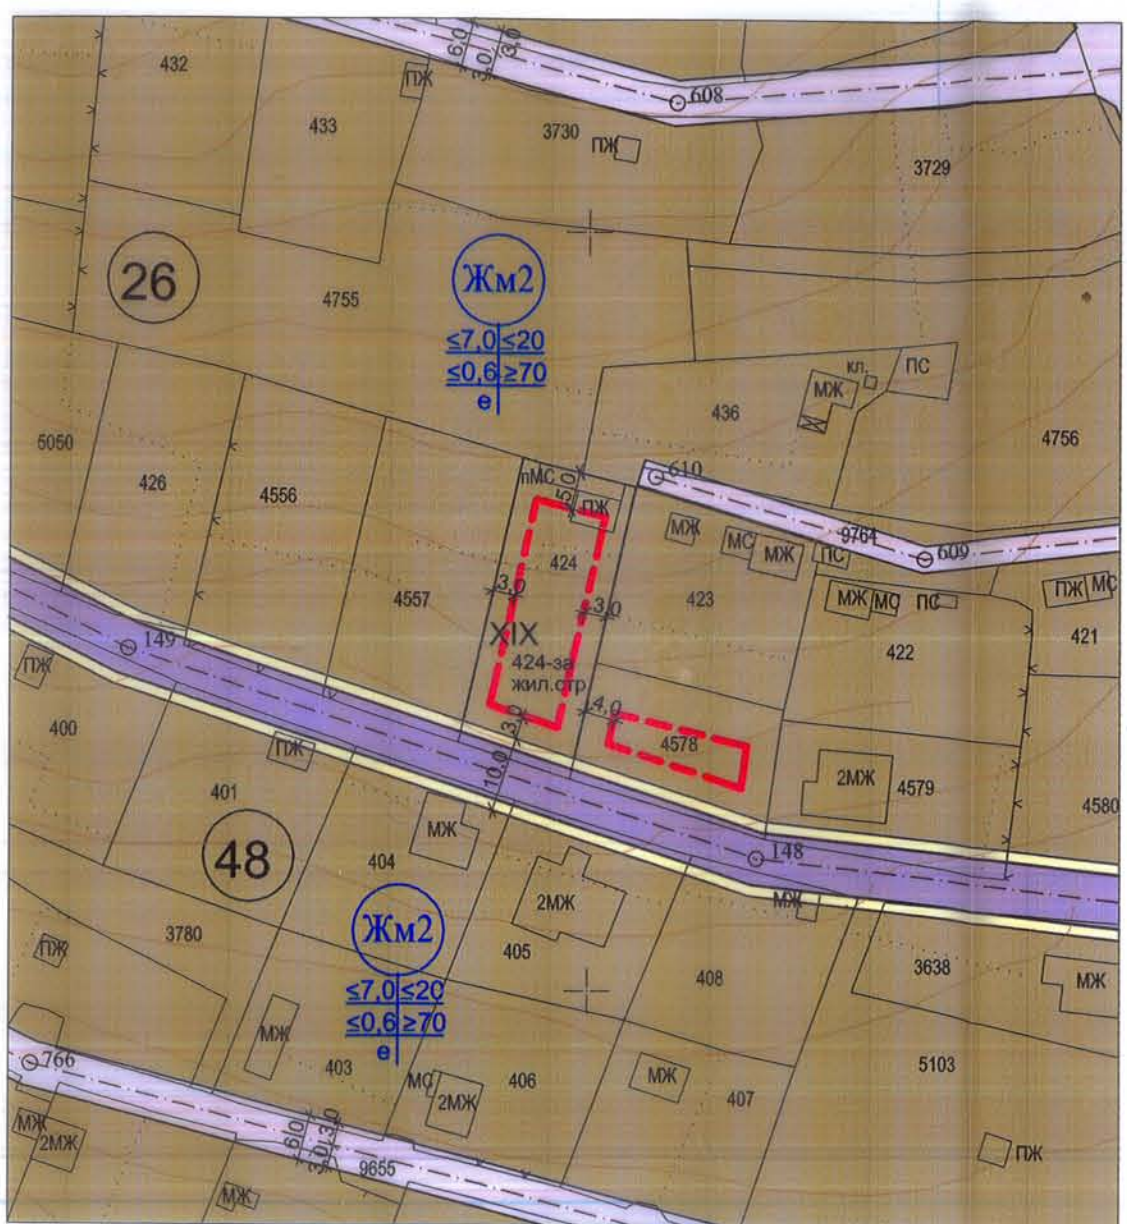 6,0
3,0
3,0
432
ПЖ
433
608
3730
ПЖ
3729
26
Жм2
4755
≤7,0 ≤20
≤0,6 ≥70
е
кл.
ПС
МЖ
436
5050
4756
426
4556
610
пМС
5,0
ПЖ
МЖ
МС
МЖ
9764
ПС
609
424
3,0
3,0
4557
423
МЖ
МС
ПС
ПЖ
МС
421
XIX
149
422
424-за
жил.стр
ПЖ
4,0
3,0
4578
400
ПЖ
10,0
2МЖ
4579
401
4580
МЖ
48
404
148
2МЖ
МЖ
Жм2
3780
405
ПЖ
408
3638
МЖ
≤7,0 ≤20
≤0,6 ≥70
е
МЖ
766
403
МС
406
МЖ
5103
2МЖ
407
МЖ
2МЖ
6,0
3,0
3,0
9655
ПЖ
МЖ